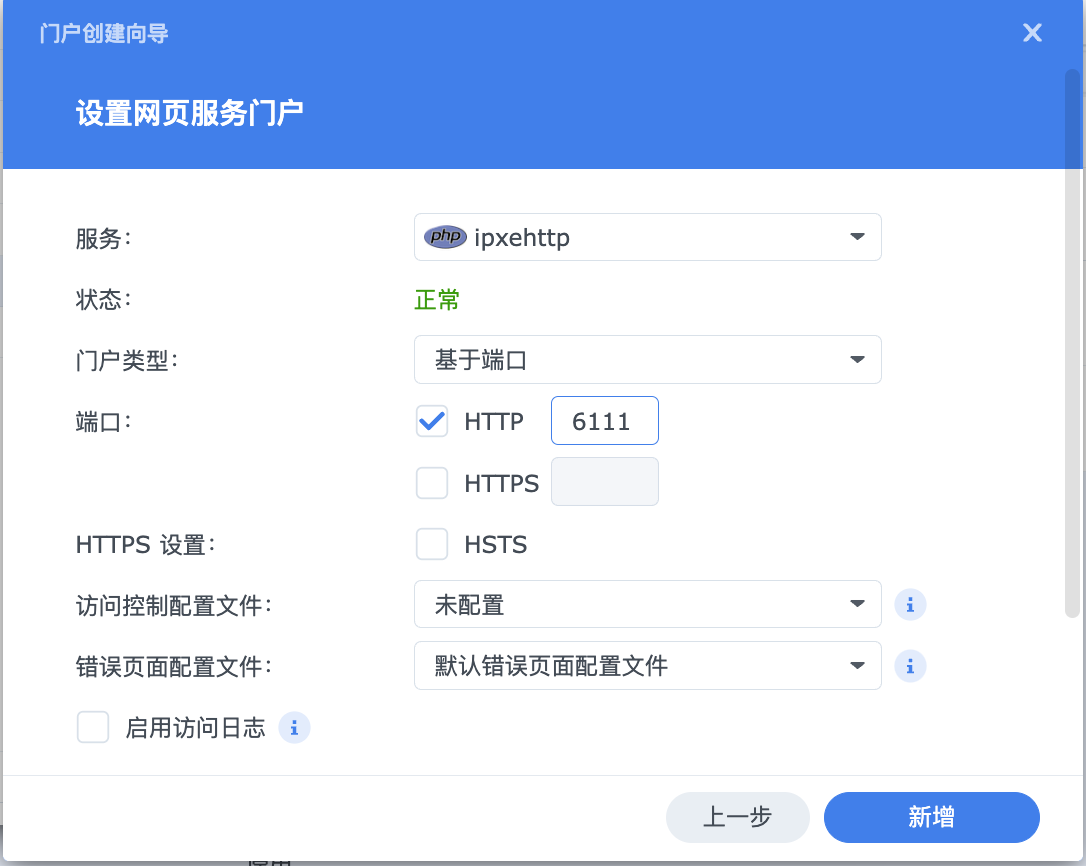 门户创建向导
设置网页服务门户
服务:
php ipxehttp
状态:
正常
门户类型:
基于端口
端口:
HTTP 6111
HTTPS
HTTPS 设置:
HSTS
访问控制配置文件:
未配置
错误页面配置文件:
默认错误页面配置文件
启用访问日志
上一步
新增